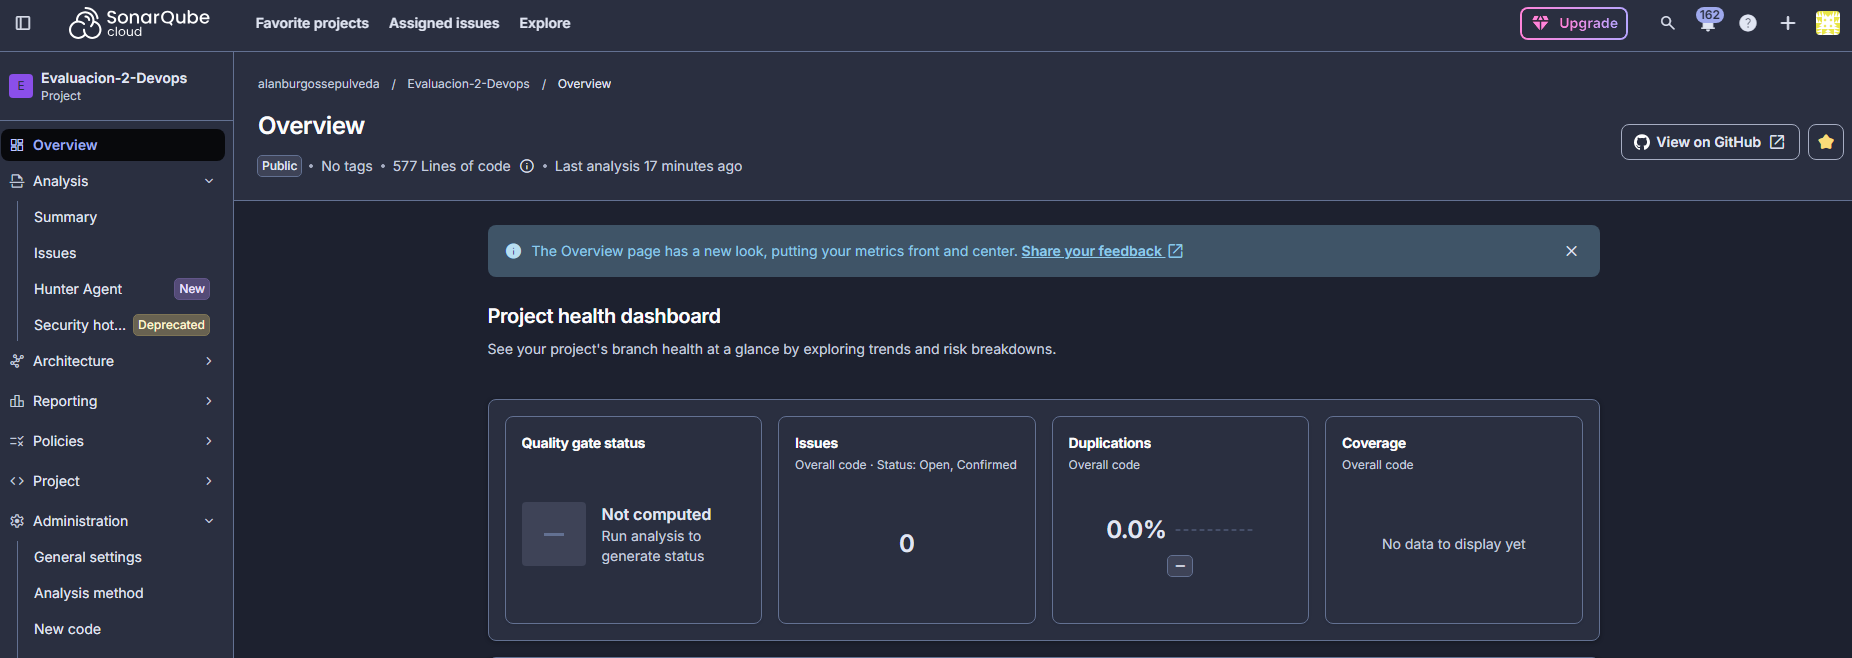 SonarQube
cloud
Favorite projects
Assigned issues
Explore
Upgrade
162
?
E
Evaluacion-2-Devops
Project
Overview
Analysis
Summary
Issues
Hunter Agent
New
Security hot...
Deprecated
Architecture
Reporting
Policies
Project
Administration
General settings
Analysis method
New code
alanburgossepulveda / Evaluacion-2-Devops / Overview
Overview
Public • No tags • 577 Lines of code • Last analysis 17 minutes ago
View on GitHub
The Overview page has a new look, putting your metrics front and center. Share your feedback
Project health dashboard
See your project's branch health at a glance by exploring trends and risk breakdowns.
Quality gate status
Not computed
Run analysis to
generate status
Issues
Overall code · Status: Open, Confirmed
0
Duplications
Overall code
0.0%
Coverage
Overall code
No data to display yet